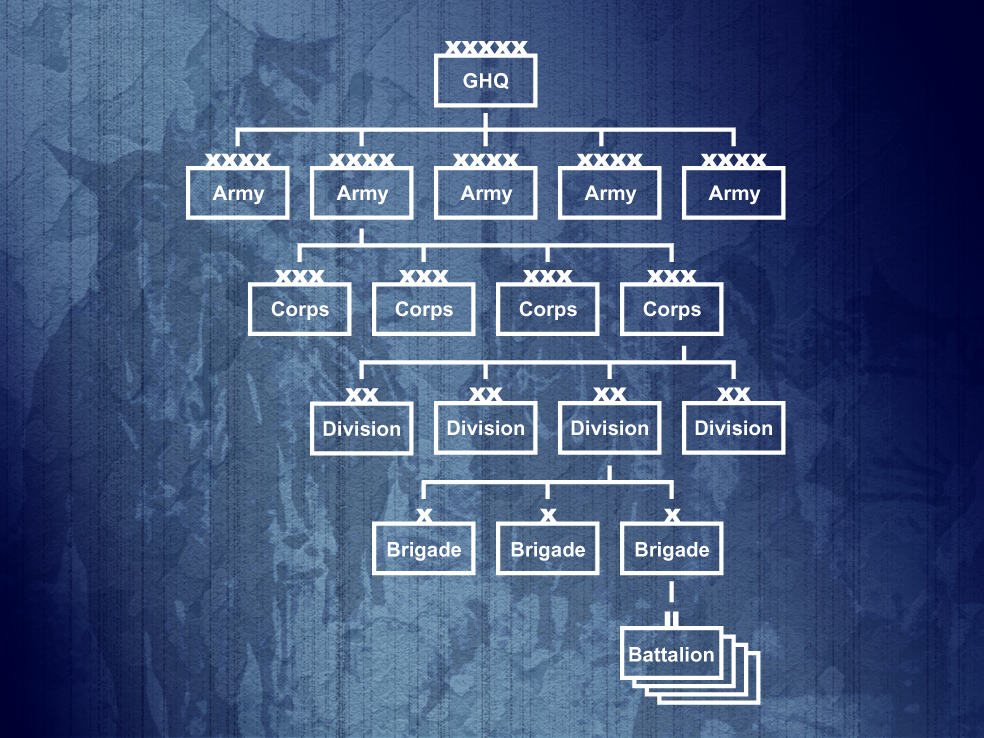 xxxxx
GHQ
xxxx xxxx xxxx xxxx xxxx
Army Army Army Army Army
xxx xxx xxx xxx
Corps Corps Corps Corps
xx xx xx xx
Division Division Division Division
x x x
Brigade Brigade Brigade
II
Battalion